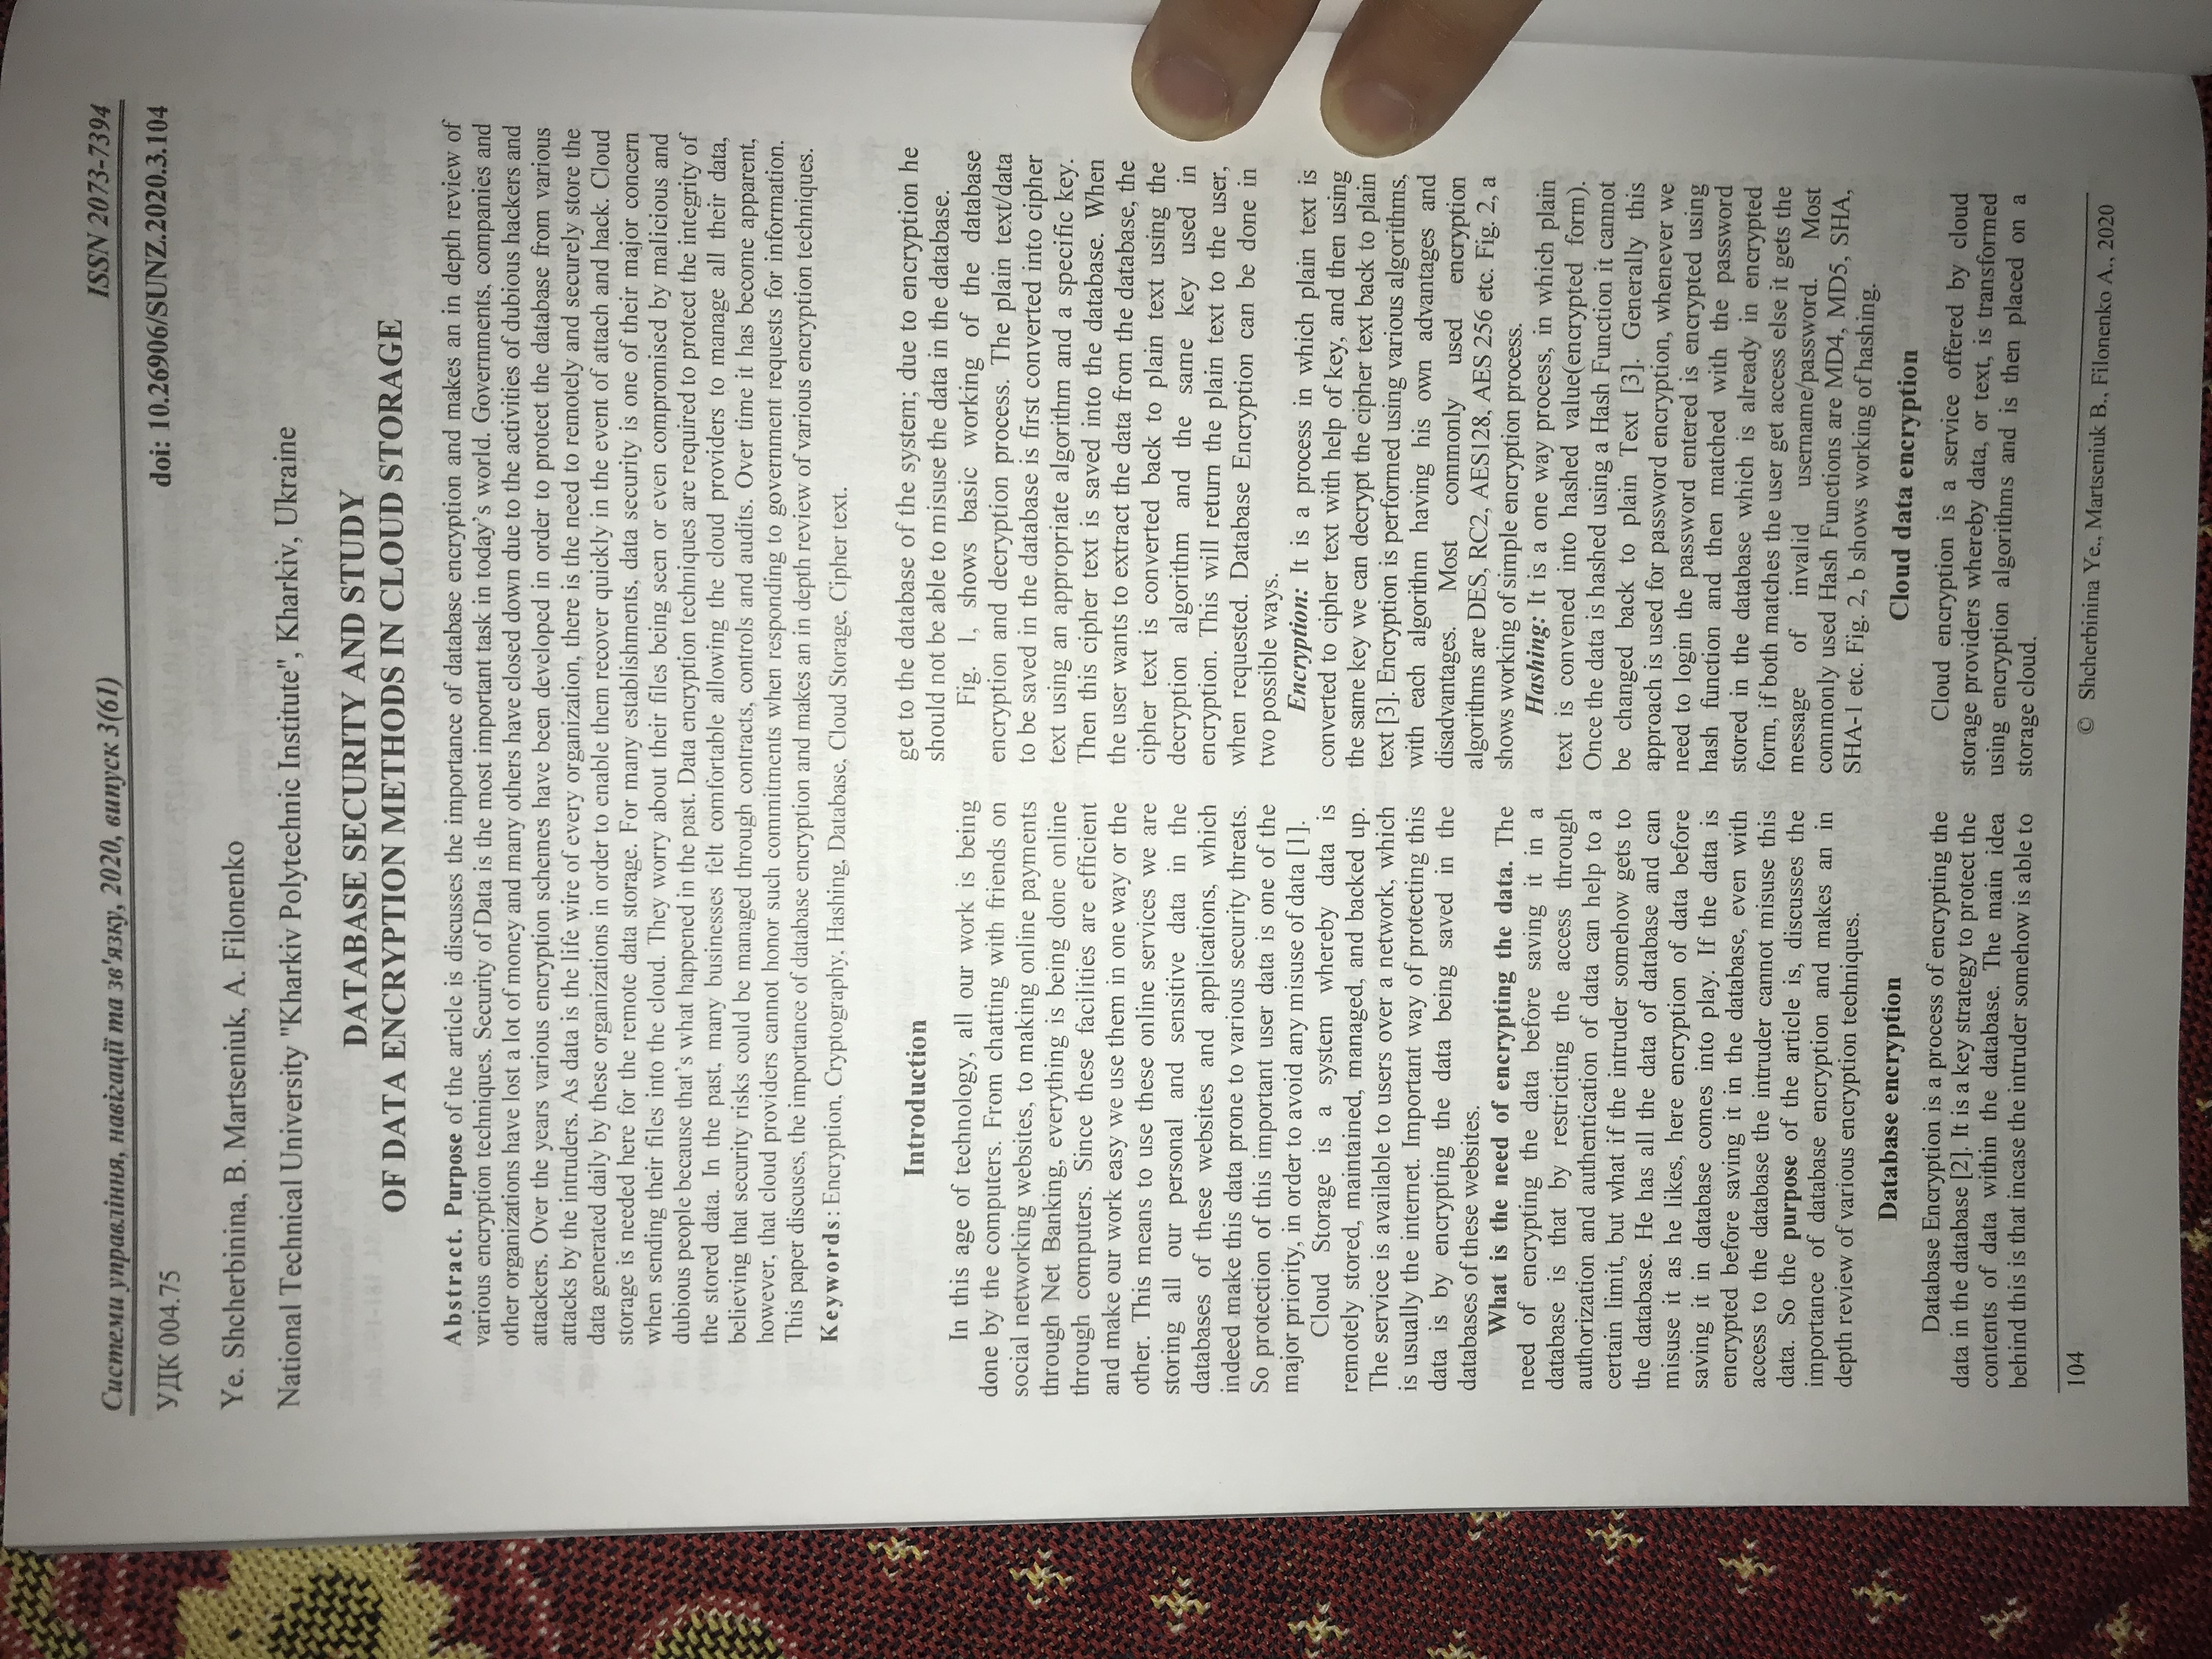 Системи управління, навігації та зв'язку, 2020, випуск 3(61)
ISSN 2073-7394
УДК 004.75
doi: 10.26906/SUNZ.2020.3.104
Ye. Shcherbinina, B. Martseniuk, A. Filonenko
National Technical University "Kharkiv Polytechnic Institute", Kharkiv, Ukraine
DATABASE SECURITY AND STUDY
OF DATA ENCRYPTION METHODS IN CLOUD STORAGE
Abstract. Purpose of the article is discusses the importance of database encryption and makes an in depth review of
various encryption techniques. Security of Data is the most important task in today's world. Governments, companies and
other organizations have lost a lot of money and many others have closed down due to the activities of dubious hackers and
attackers. Over the years various encryption schemes have been developed in order to protect the database from various
attacks by the intruders. As data is the life wire of every organization, there is the need to remotely and securely store the
data generated daily by these organizations in order to enable them recover quickly in the event of attach and hack. Cloud
storage is needed here for the remote data storage. For many establishments, data security is one of their major concern
when sending their files into the cloud. They worry about their files being seen or even compromised by malicious and
dubious people because that's what happened in the past. Data encryption techniques are required to protect the integrity of
the stored data. In the past, many businesses felt comfortable allowing the cloud providers to manage all their data,
believing that security risks could be managed through contracts, controls and audits. Over time it has become apparent,
however, that cloud providers cannot honor such commitments when responding to government requests for information.
This paper discuses, the importance of database encryption and makes an in depth review of various encryption techniques.
Keywords: Encryption, Cryptography, Hashing, Database, Cloud Storage, Cipher text.
Introduction
In this age of technology, all our work is being
done by the computers. From chatting with friends on
social networking websites, to making online payments
through Net Banking, everything is being done online
through computers. Since these facilities are efficient
and make our work easy we use them in one way or the
other. This means to use these online services we are
storing all our personal and sensitive data in the
databases of these websites and applications, which
indeed make this data prone to various security threats.
So protection of this important user data is one of the
major priority, in order to avoid any misuse of data [1].
Cloud Storage is a system whereby data is
remotely stored, maintained, managed, and backed up.
The service is available to users over a network, which
is usually the internet. Important way of protecting this
data is by encrypting the data being saved in the
databases of these websites.
What is the need of encrypting the data. The
need of encrypting the data before saving it in a
database is that by restricting the access through
authorization and authentication of data can help to a
certain limit, but what if the intruder somehow gets to
the database. He has all the data of database and can
misuse it as he likes, here encryption of data before
saving it in database comes into play. If the data is
encrypted before saving it in the database, even with
access to the database the intruder cannot misuse this
data. So the purpose of the article is, discusses the
importance of database encryption and makes an in
depth review of various encryption techniques.
Database encryption
Database Encryption is a process of encrypting the
data in the database [2]. It is a key strategy to protect the
contents of data within the database. The main idea
behind this is that incase the intruder somehow is able to
get to the database of the system; due to encryption he
should not be able to misuse the data in the database.
Fig. 1, shows basic working of the database
encryption and decryption process. The plain text/data
to be saved in the database is first converted into cipher
text using an appropriate algorithm and a specific key.
Then this cipher text is saved into the database. When
the user wants to extract the data from the database, the
cipher text is converted back to plain text using the
decryption algorithm and the same key used in
encryption. This will return the plain text to the user,
when requested. Database Encryption can be done in
two possible ways.
Encryption: It is a process in which plain text is
converted to cipher text with help of key, and then using
the same key we can decrypt the cipher text back to plain
text [3]. Encryption is performed using various algorithms,
with each algorithm having his own advantages and
disadvantages. Most commonly used encryption
algorithms are DES, RC2, AES128, AES 256 etc. Fig. 2, a
shows working of simple encryption process.
Hashing: It is a one way process, in which plain
text is convened into hashed value(encrypted form).
Once the data is hashed using a Hash Function it cannot
be changed back to plain Text [3]. Generally this
approach is used for password encryption, whenever we
need to login the password entered is encrypted using
hash function and then matched with the password
stored in the database which is already in encrypted
form, if both matches the user get access else it gets the
message of invalid username/password. Most
commonly used Hash Functions are MD4, MD5, SHA,
SHA-1 etc. Fig. 2, b shows working of hashing.
Cloud data encryption
Cloud encryption is a service offered by cloud
storage providers whereby data, or text, is transformed
using encryption algorithms and is then placed on a
storage cloud.
104
© Shcherbinina Ye., Martseniuk B., Filonenko A., 2020